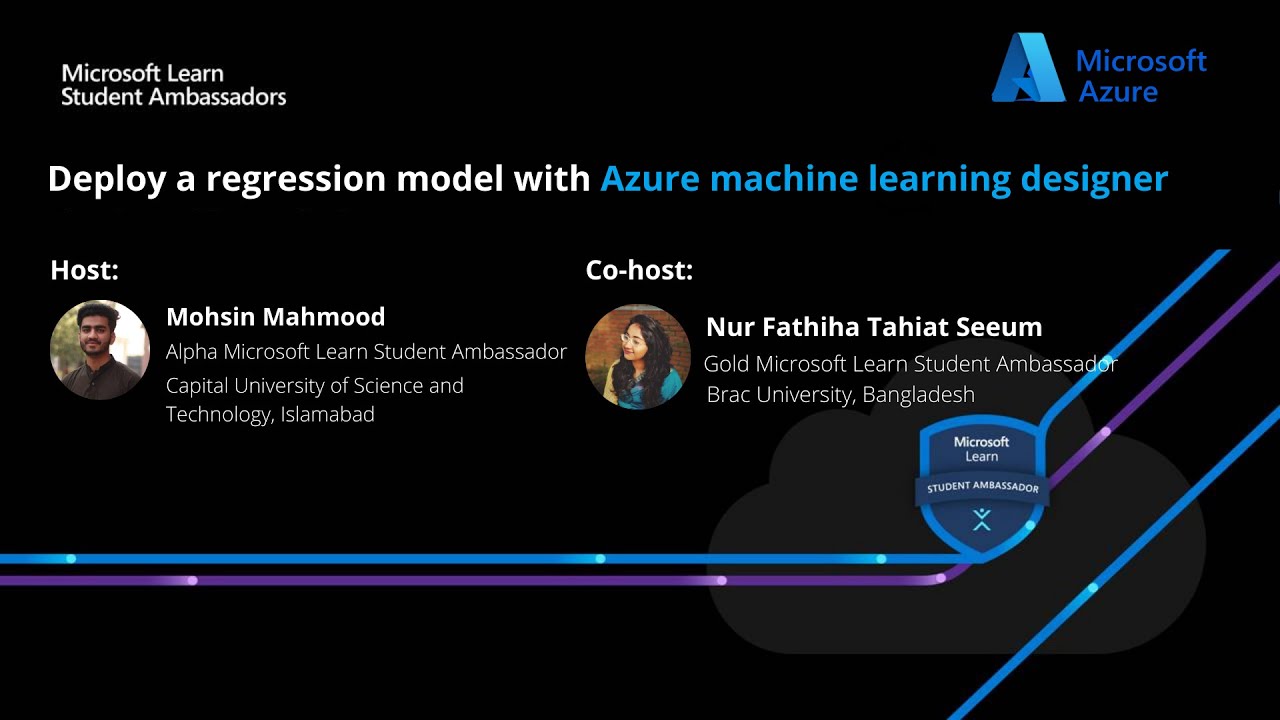 Microsoft Learn
Student Ambassadors
Microsoft
Azure
Deploy a regression model with Azure machine learning designer
Host:
Mohsin Mahmood
Alpha Microsoft Learn Student Ambassador
Capital University of Science and
Technology, Islamabad
Co-host:
Nur Fathiha Tahiat Seeum
Gold Microsoft Learn Student Ambassador
Brac University, Bangladesh
Microsoft
Learn
STUDENT AMBASSADOR